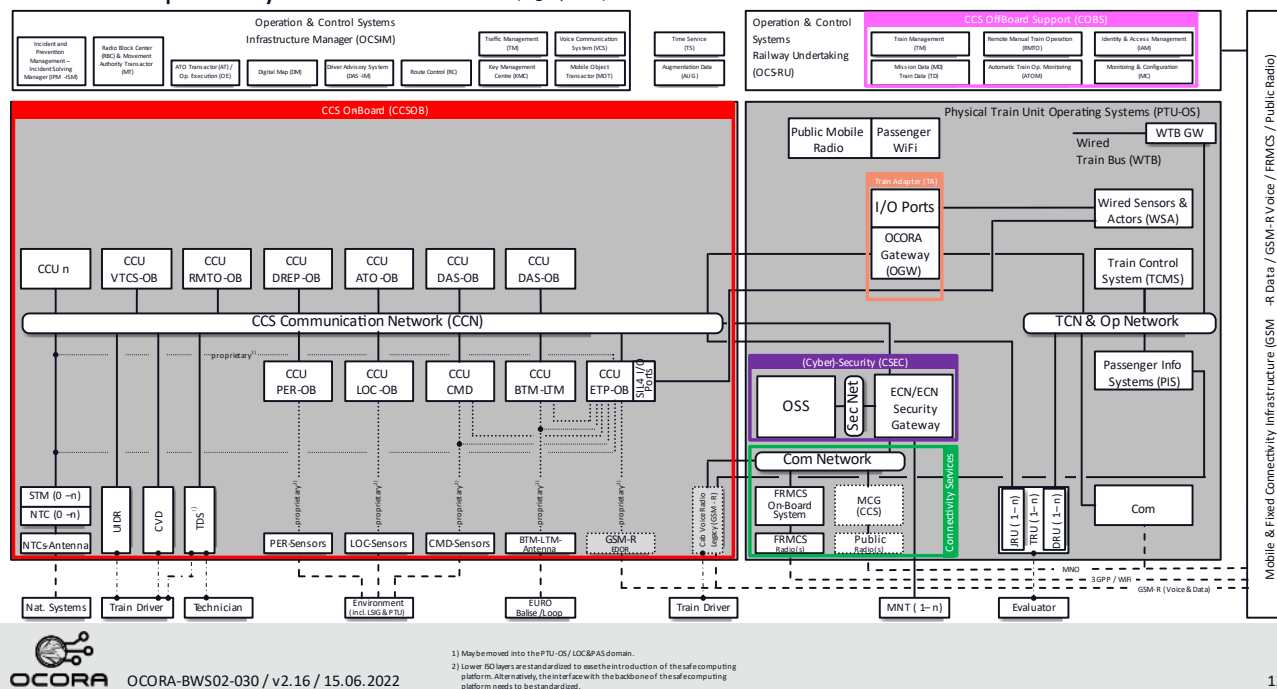 Operation & Control Systems
Infrastructure Manager (OCS-IM)
Incident and
Prevention
Management –
Incident Solving
Manager (IPM -ISM)
Radio Block Center
(RBC) & Movement
Authority Transactor
(MT)
ATO Transactor (AT) /
Op. Execution (OE)
Digital Map (DM)
Driver Advisory System
(DAS -IM)
Route Control (RC)
Traffic Management
(TM)
Voice Communication
System (VCS)
Key Management
Centre (KMC)
Mobile Object
Transactor (MOT)
Time Service
(TS)
Augmentation Data
(AUG)
Operation & Control
Systems
Railway Undertaking
(OCS-RU)
CCS OffBoard Support (COBS)
Train Management
(TM)
Remote Manual Train Operation
(RMTO)
Identity & Access Management
(IAM)
Mission Data (MD)
Train Data (TD)
Automatic Train Op. Monitoring
(ATOM)
Monitoring & Configuration
(MC)
Mobile & Fixed Connectivity Infrastructure (GSM -R Data / GSM-R Voice / FRMCS / Public Radio)
CCS OnBoard (CCSOB)
CCU n
CCU
VTCS-OB
CCU
RMTO-OB
CCU
DREP-OB
CCU
ATO-OB
CCU
DAS-OB
CCU
DAS-OB
CCS Communication Network (CCN)
proprietary2)
CCU
PER-OB
CCU
LOC-OB
CCU
CMD
CCU
BTM-LTM
CCU
ETP-OB
SIL4 I/O
Ports
proprietary2)
proprietary2)
proprietary2)
proprietary2)
proprietary2)
STM (0 –n)
NTC (0 –n)
NTCs-Antenna
UIDR
CVD
TDS1)
PER-Sensors
LOC-Sensors
CMD-Sensors
BTM-LTM-
Antenna
GSM-R
EDOR
Cab Voice Radio
Legacy (GSM -R)
Physical Train Unit Operating Systems (PTU-OS)
Public Mobile
Radio
Passenger
WiFi
WTB GW
Wired
Train Bus (WTB)
Train Adapter (TA)
I/O Ports
OCORA
Gateway
(OGW)
Wired Sensors &
Actors (WSA)
Train Control
System (TCMS)
TCN & Op Network
Passenger Info
Systems (PIS)
(Cyber)-Security (CSEC)
OSS
Sec Net
ECN/ECN
Security
Gateway
Com Network
Connectivity Services
FRMCS
On-Board
System
FRMCS
Radio(s)
MCG
(CCS)
Public
Radio(s)
JRU ( 1–n)
TRU ( 1–n)
DRU ( 1–n)
Com
MNO
3GPP / WiFi
GSM-R (Voice & Data)
Nat. Systems
Train Driver
Technician
Environment
(incl. LSIG & PTU)
EURO
Balise /Loop
Train Driver
MNT ( 1–n)
Evaluator
OCORA
OCORA-BWS02-030 / v2.16 / 15.06.2022
1) May be moved into the PTU-OS/ LOC&PAS domain.
2) Lower ISO layers are standardized to ease the introduction of the safe computing
platform. Alternatively, the interface with the backbone of the safe computing
platform needs to be standardized.